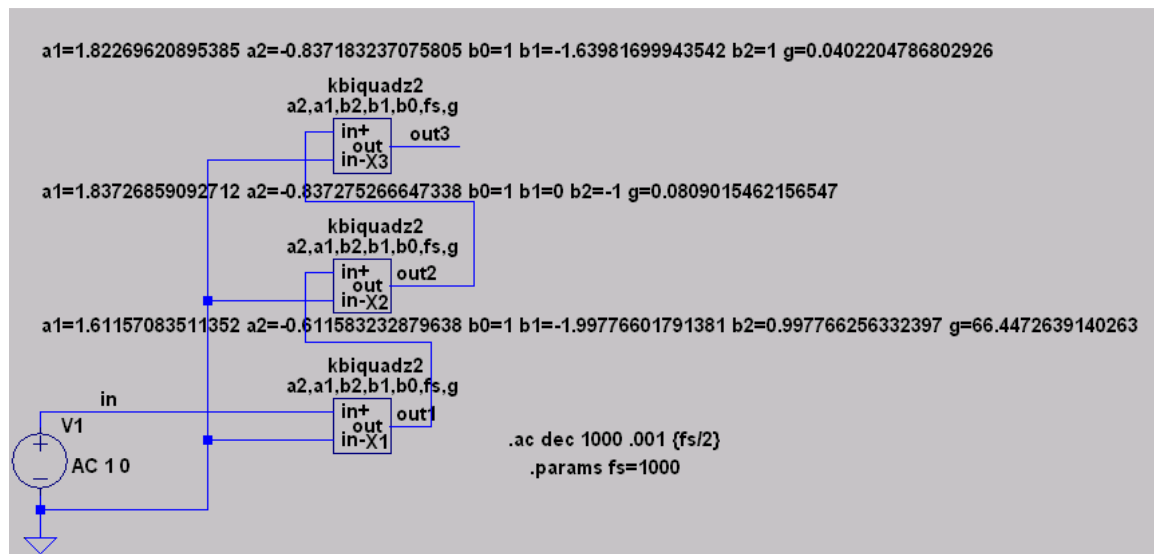 a1=1.82269620895385 a2=-0.837183237075805 b0=1 b1=-1.63981699943542 b2=1 g=0.0402204786802926
kbiquadz2
a2,a1,b2,b1,b0,fs,g
in+
out
in-X3
out3
a1=1.83726859092712 a2=-0.837275266647338 b0=1 b1=0 b2=-1 g=0.0809015462156547
kbiquadz2
a2,a1,b2,b1,b0,fs,g
in+
out
in-X2
out2
a1=1.61157083511352 a2=-0.611583232879638 b0=1 b1=-1.99776601791381 b2=0.997766256332397 g=66.4472639140263
kbiquadz2
a2,a1,b2,b1,b0,fs,g
in+
out
in-X1
out1
in
V1
AC 1 0
.ac dec 1000 .001 {fs/2}
.params fs=1000